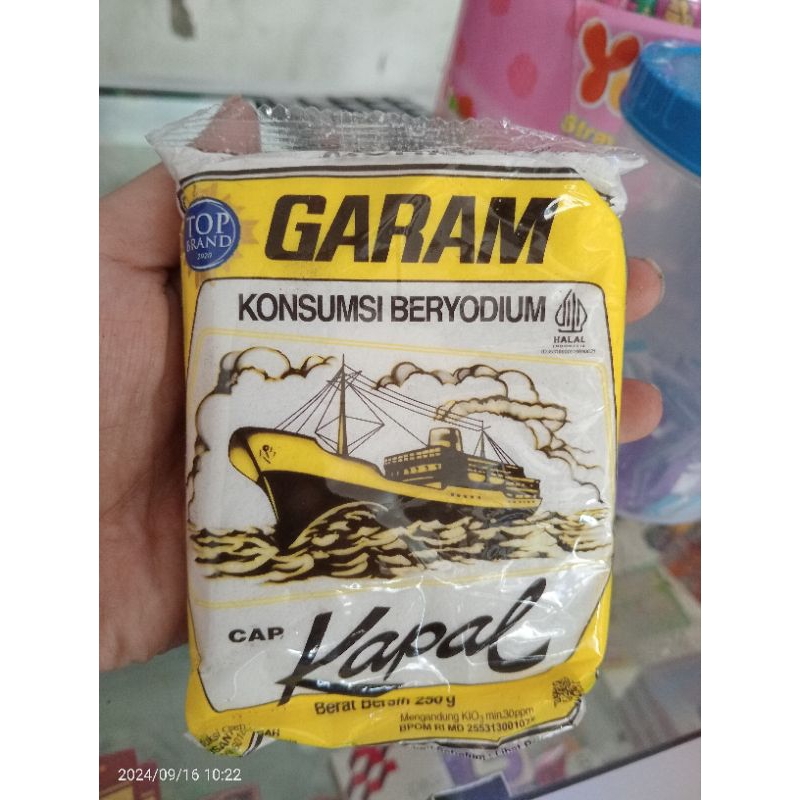 TOP
BRAND
2020
GARAM
KONSUMSI BERYODIUM
HALAL
CAP
Kapal
Berat Bersih 250 g
Mengandung KIO3 min.30ppm
BPOM RI MD
2024/09/16 10:22